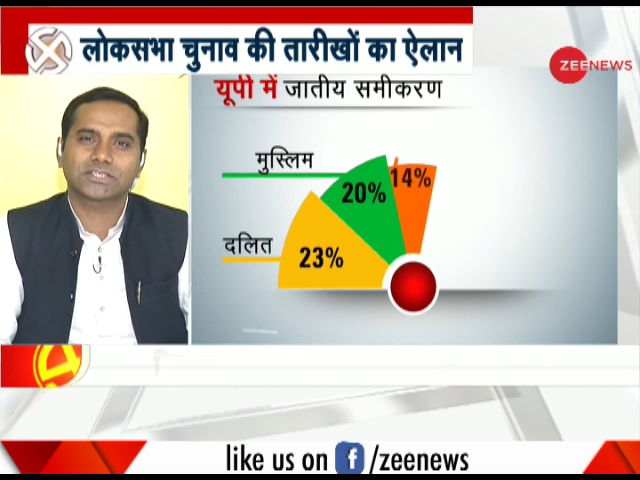 लोकसभा चुनाव की तारीखों का ऐलान
ZEENEWS
यूपी में जातीय समीकरण
मुस्लिम
20%
14%
दलित
23%
like us on f/zeenews